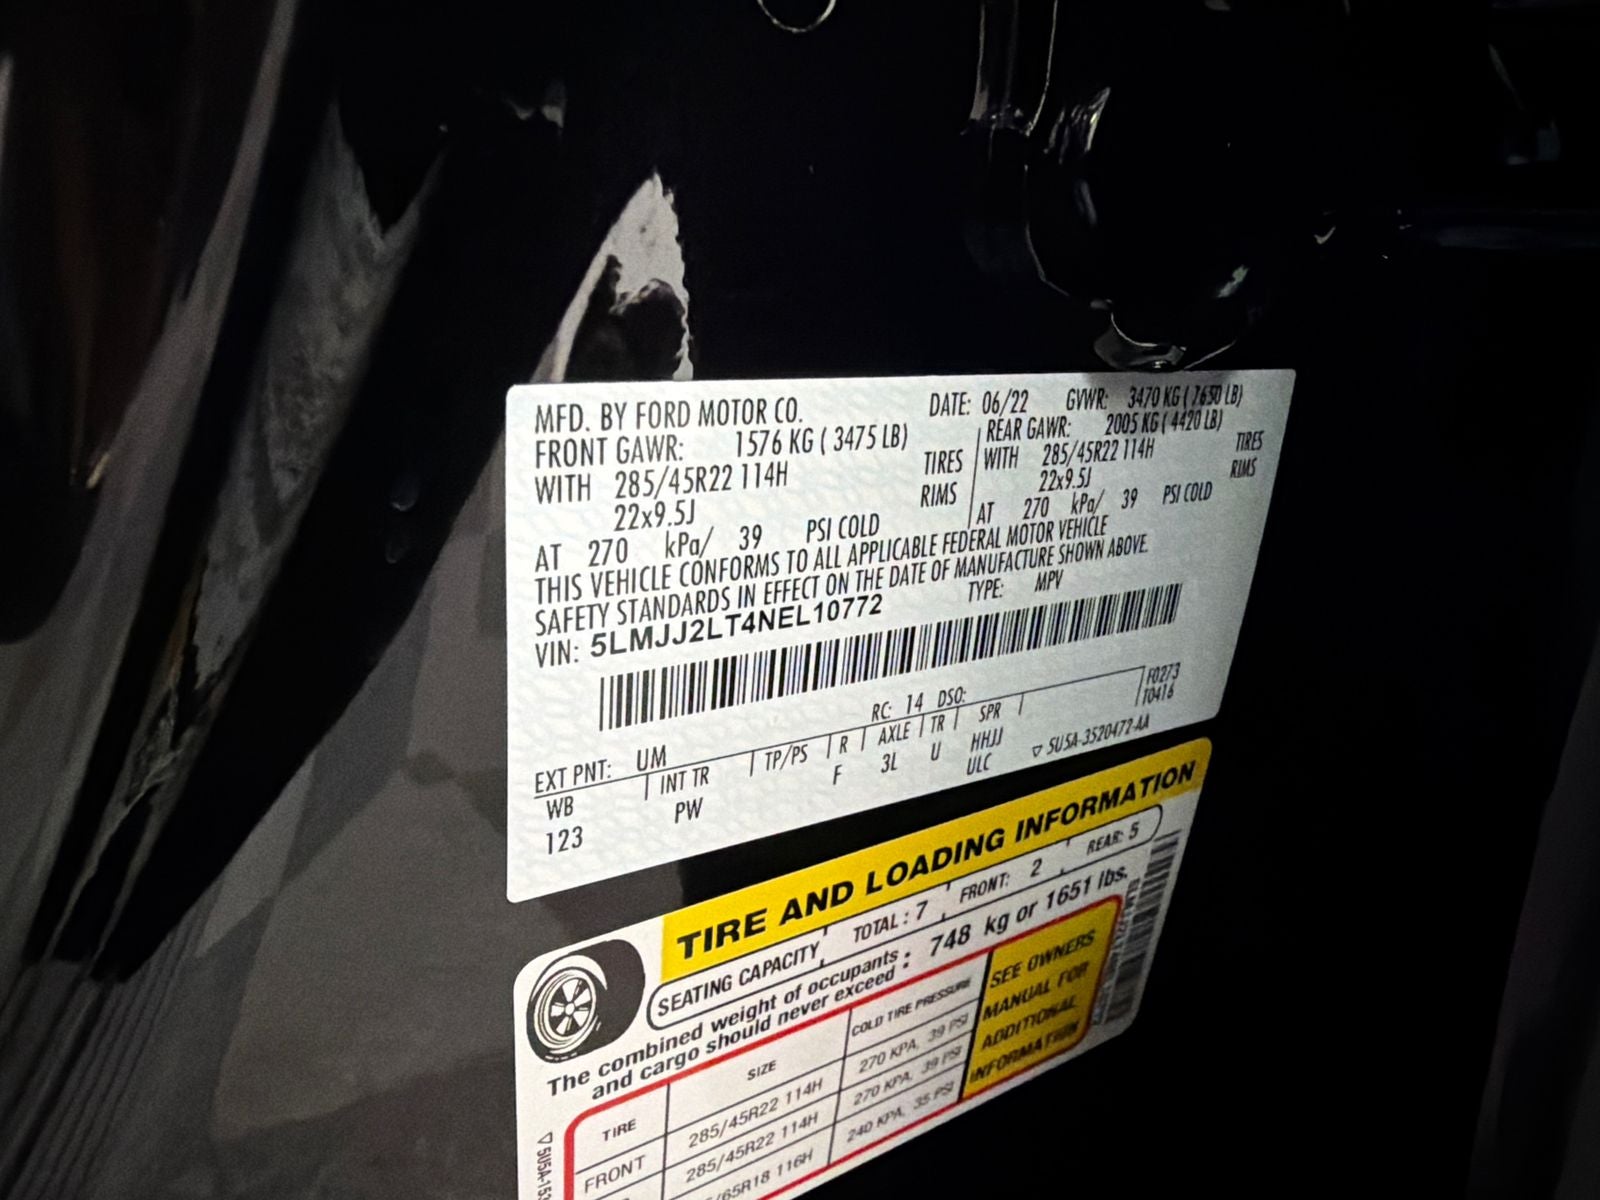 MFD. BY FORD MOTOR CO.
DATE: 06/22 GVWR: 3470 KG ( 7650 LB)
FRONT GAWR: 1576 KG ( 3475 LB)
REAR GAWR: 2005 KG ( 4420 LB)
WITH 285/45R22 114H TIRES
WITH 285/45R22 114H TIRES
22x9.5J RIMS
22x9.5J RIMS
AT 270 kPa/ 39 PSI COLD
AT 270 kPa/ 39 PSI COLD
THIS VEHICLE CONFORMS TO ALL APPLICABLE FEDERAL MOTOR VEHICLE
SAFETY STANDARDS IN EFFECT ON THE DATE OF MANUFACTURE SHOWN ABOVE.
VIN: 5LMJJ2LT4NEL10772 TYPE: MPV
F0273
EXT PNT: UM RC: 14 DSO: T0416
WB INT TR TP/PS R AXLE TR SPR
123 PW F 3L U HHJJ
ULC
▽ 5U5A-3520472-AA
TIRE AND LOADING INFORMATION
SEATING CAPACITY TOTAL : 7 FRONT: 2 REAR: 5
The combined weight of occupants : 748 kg or 1651 lbs.
and cargo should never exceed
TIRE SIZE COLD TIRE PRESSURE
FRONT 285/45R22 114H 270 KPA, 39 PSI
285/45R22 114H 270 KPA, 39 PSI
/65R18 116H 240 KPA, 35 PSI
SEE OWNERS
MANUAL FOR
ADDITIONAL
INFORMATION